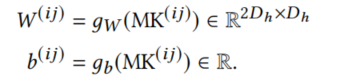 W⁽ⁱʲ⁾ = g_W(MK⁽ⁱʲ⁾) ∈ ℝ^{2D_h×D_h}
b⁽ⁱʲ⁾ = g_b(MK⁽ⁱʲ⁾) ∈ ℝ.